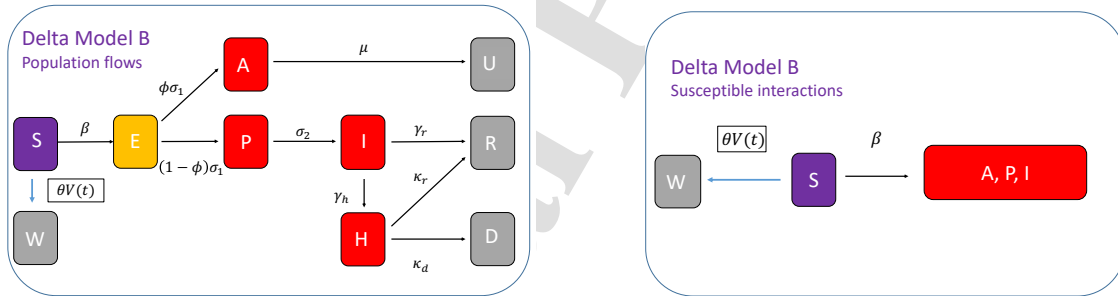 Delta Model B
Population flows
A
μ
U
ϕσ₁
S
β
E
(1 − ϕ)σ₁
P
σ₂
I
γᵣ
R
θV(t)
γₕ
κᵣ
W
H
κ_d
D
Delta Model B
Susceptible interactions
θV(t)
β
W
S
A, P, I